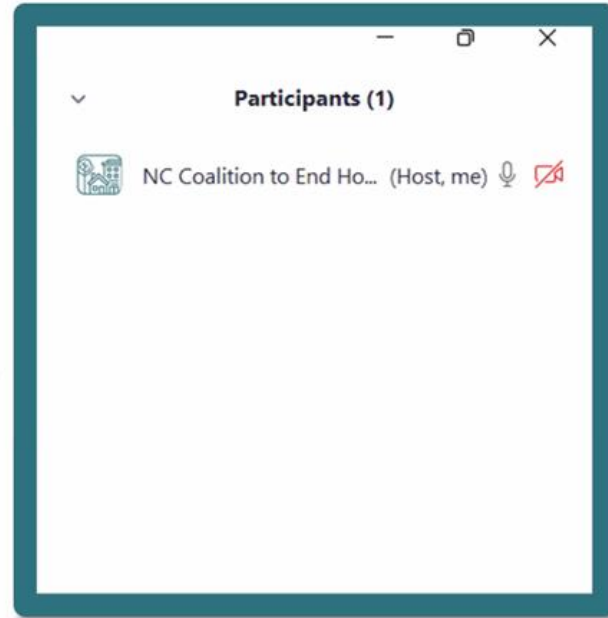 Participants (1)
NC Coalition to End Ho... (Host, me)